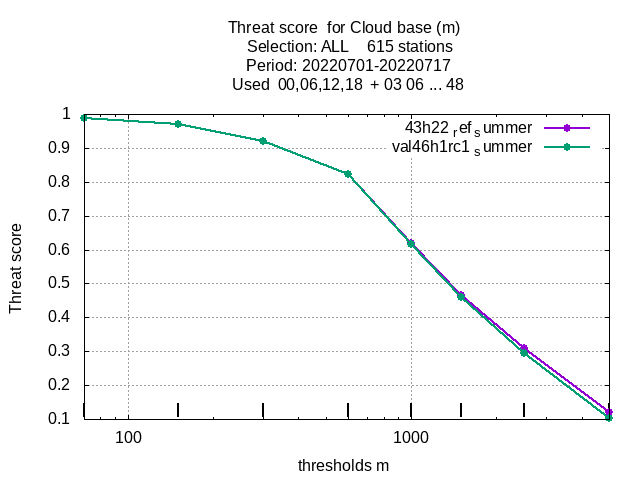 Threat score for Cloud base (m)
Selection: ALL 615 stations
Period: 20220701-20220717
Used 00,06,12,18 + 03 06 ... 48
43h22refsummer
val46h1rc1summer
Threat score
1
0.9
0.8
0.7
0.6
0.5
0.4
0.3
0.2
0.1
100 1000
thresholds m